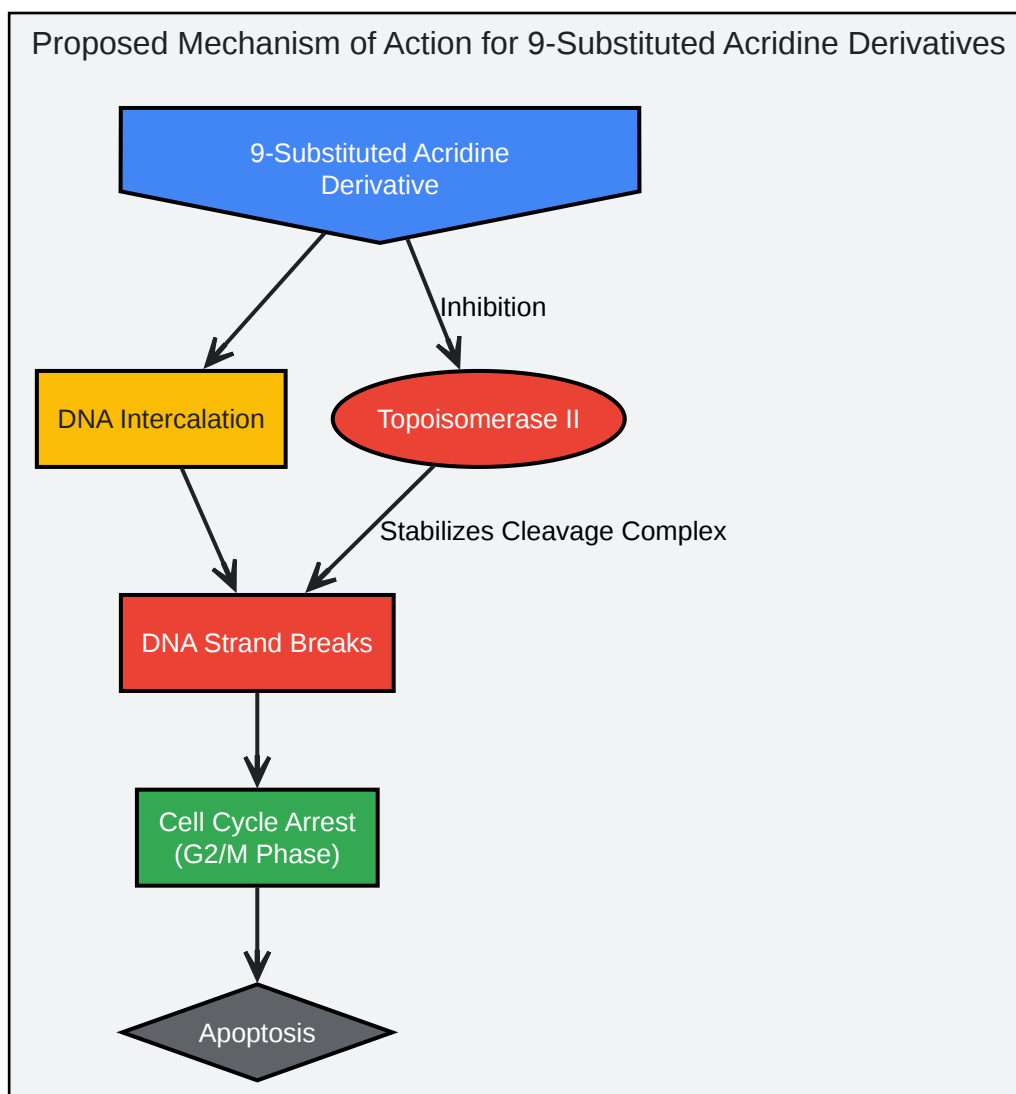 Proposed Mechanism of Action for 9-Substituted Acridine Derivatives
9-Substituted Acridine
Derivative
Inhibition
DNA Intercalation
Topoisomerase II
Stabilizes Cleavage Complex
DNA Strand Breaks
Cell Cycle Arrest
(G2/M Phase)
Apoptosis